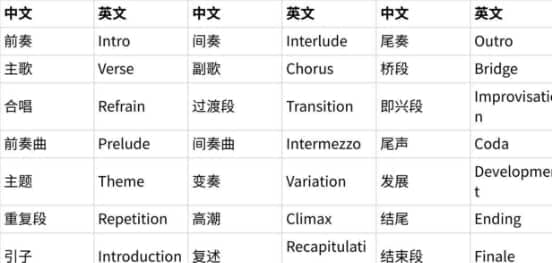 中文 英文 中文 英文 中文 英文
前奏 Intro 间奏 Interlude 尾奏 Outro
主歌 Verse 副歌 Chorus 桥段 Bridge
合唱 Refrain 过渡段 Transition 即兴段 Improvisatio
n
前奏曲 Prelude 间奏曲 Intermezzo 尾声 Coda
主题 Theme 变奏 Variation 发展 Developmen
t
重复段 Repetition 高潮 Climax 结尾 Ending
引子 Introduction 复述 Recapitulati 结束段 Finale